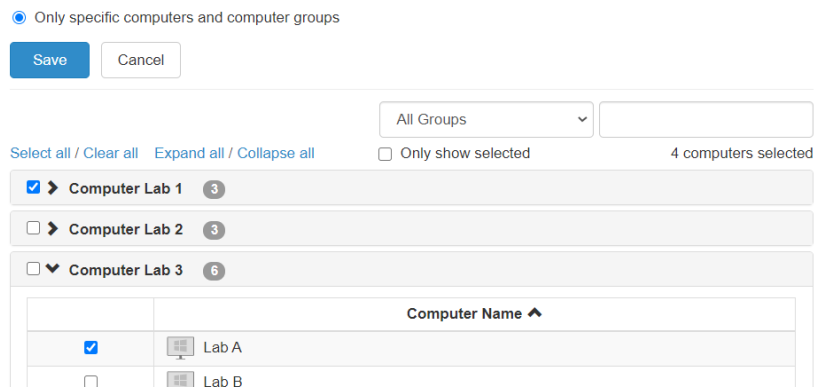 Only specific computers and computer groups
Save Cancel
All Groups
Select all / Clear all Expand all / Collapse all Only show selected 4 computers selected
Computer Lab 1 3
Computer Lab 2 3
Computer Lab 3 6
Computer Name
Lab A
Lab B